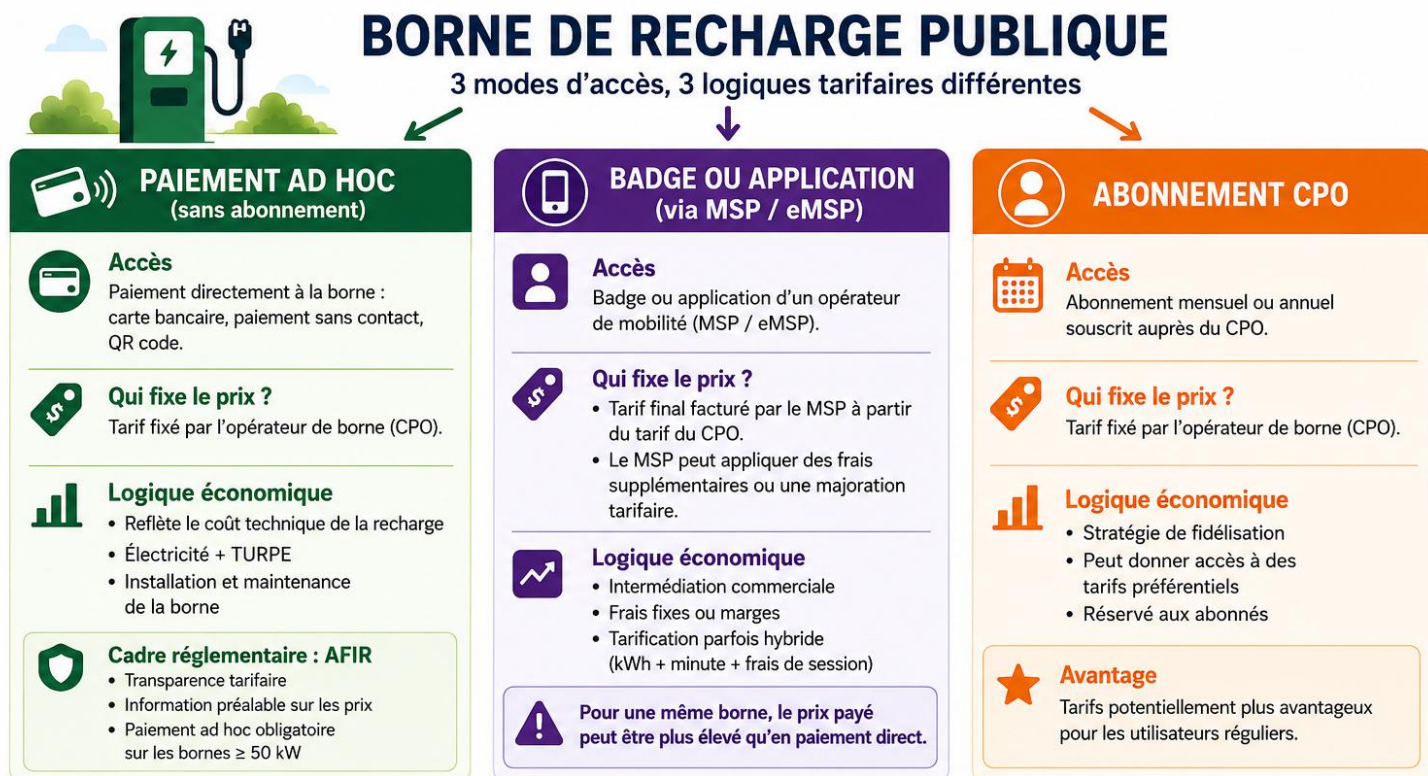 BORNE DE RECHARGE PUBLIQUE
3 modes d’accès, 3 logiques tarifaires différentes
PAIEMENT AD HOC
(sans abonnement)
Accès
Paiement directement à la borne :
carte bancaire, paiement sans contact,
QR code.
Qui fixe le prix ?
Tarif fixé par l’opérateur de borne (CPO).
Logique économique
• Reflète le coût technique de la recharge
• Électricité + TURPE
• Installation et maintenance
de la borne
Cadre réglementaire : AFIR
• Transparence tarifaire
• Information préalable sur les prix
• Paiement ad hoc obligatoire
sur les bornes ≥ 50 kW
BADGE OU APPLICATION
(via MSP / eMSP)
Accès
Badge ou application d’un opérateur
de mobilité (MSP / eMSP).
Qui fixe le prix ?
• Tarif final facturé par le MSP à partir
du tarif du CPO.
• Le MSP peut appliquer des frais
supplémentaires ou une majoration
tarifaire.
Logique économique
• Intermédiation commerciale
• Frais fixes ou marges
• Tarification parfois hybride
(kWh + minute + frais de session)
Pour une même borne, le prix payé
peut être plus élevé qu’en paiement direct.
ABONNEMENT CPO
Accès
Abonnement mensuel ou annuel
souscrit auprès du CPO.
Qui fixe le prix ?
Tarif fixé par l’opérateur de borne (CPO).
Logique économique
• Stratégie de fidélisation
• Peut donner accès à des
tarifs préférentiels
• Réservé aux abonnés
Avantage
Tarifs potentiellement plus avantageux
pour les utilisateurs réguliers.